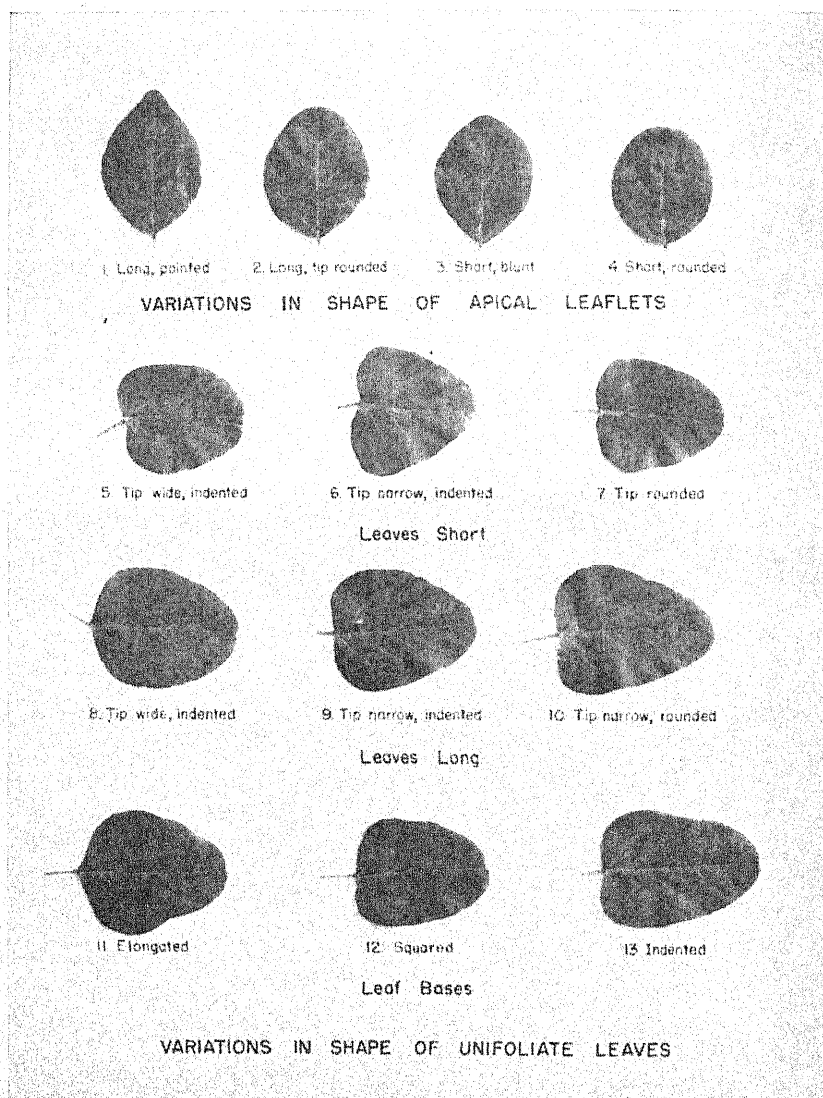 1. Long, pointed 2. Long, tip rounded 3. Short, blunt 4. Short, rounded
VARIATIONS IN SHAPE OF APICAL LEAFLETS
5. Tip wide, indented 6. Tip narrow, indented 7. Tip rounded
Leaves Short
8. Tip wide, indented 9. Tip narrow, indented 10. Tip narrow, rounded
Leaves Long
11. Elongated 12. Squared 13. Indented
Leaf Bases
VARIATIONS IN SHAPE OF UNIFOLIATE LEAVES